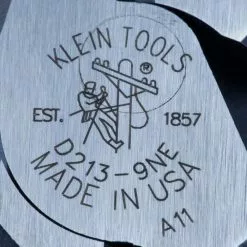 KLEIN TOOLS
®
EST. 1857
D213-9NE
MADE IN USA
A11